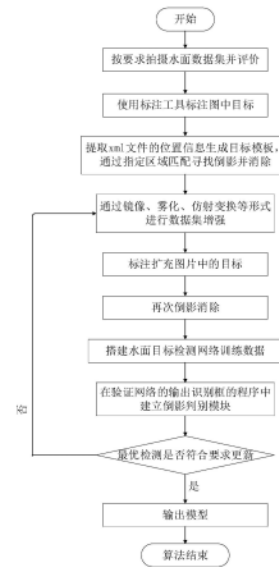 开始
按要求拍摄水面数据集并评价
使用标注工具标注图中目标
提取xml文件的位置信息生成目标模板，
通过指定区域匹配寻找倒影并消除
通过镜像、雾化、仿射变换等形式
进行数据集增强
标注扩充图片中的目标
再次倒影消除
搭建水面目标检测网络训练数据
在验证网络的输出识别框的程序中
建立倒影判别模块
最优检测是否符合要求更新
否
是
输出模型
算法结束